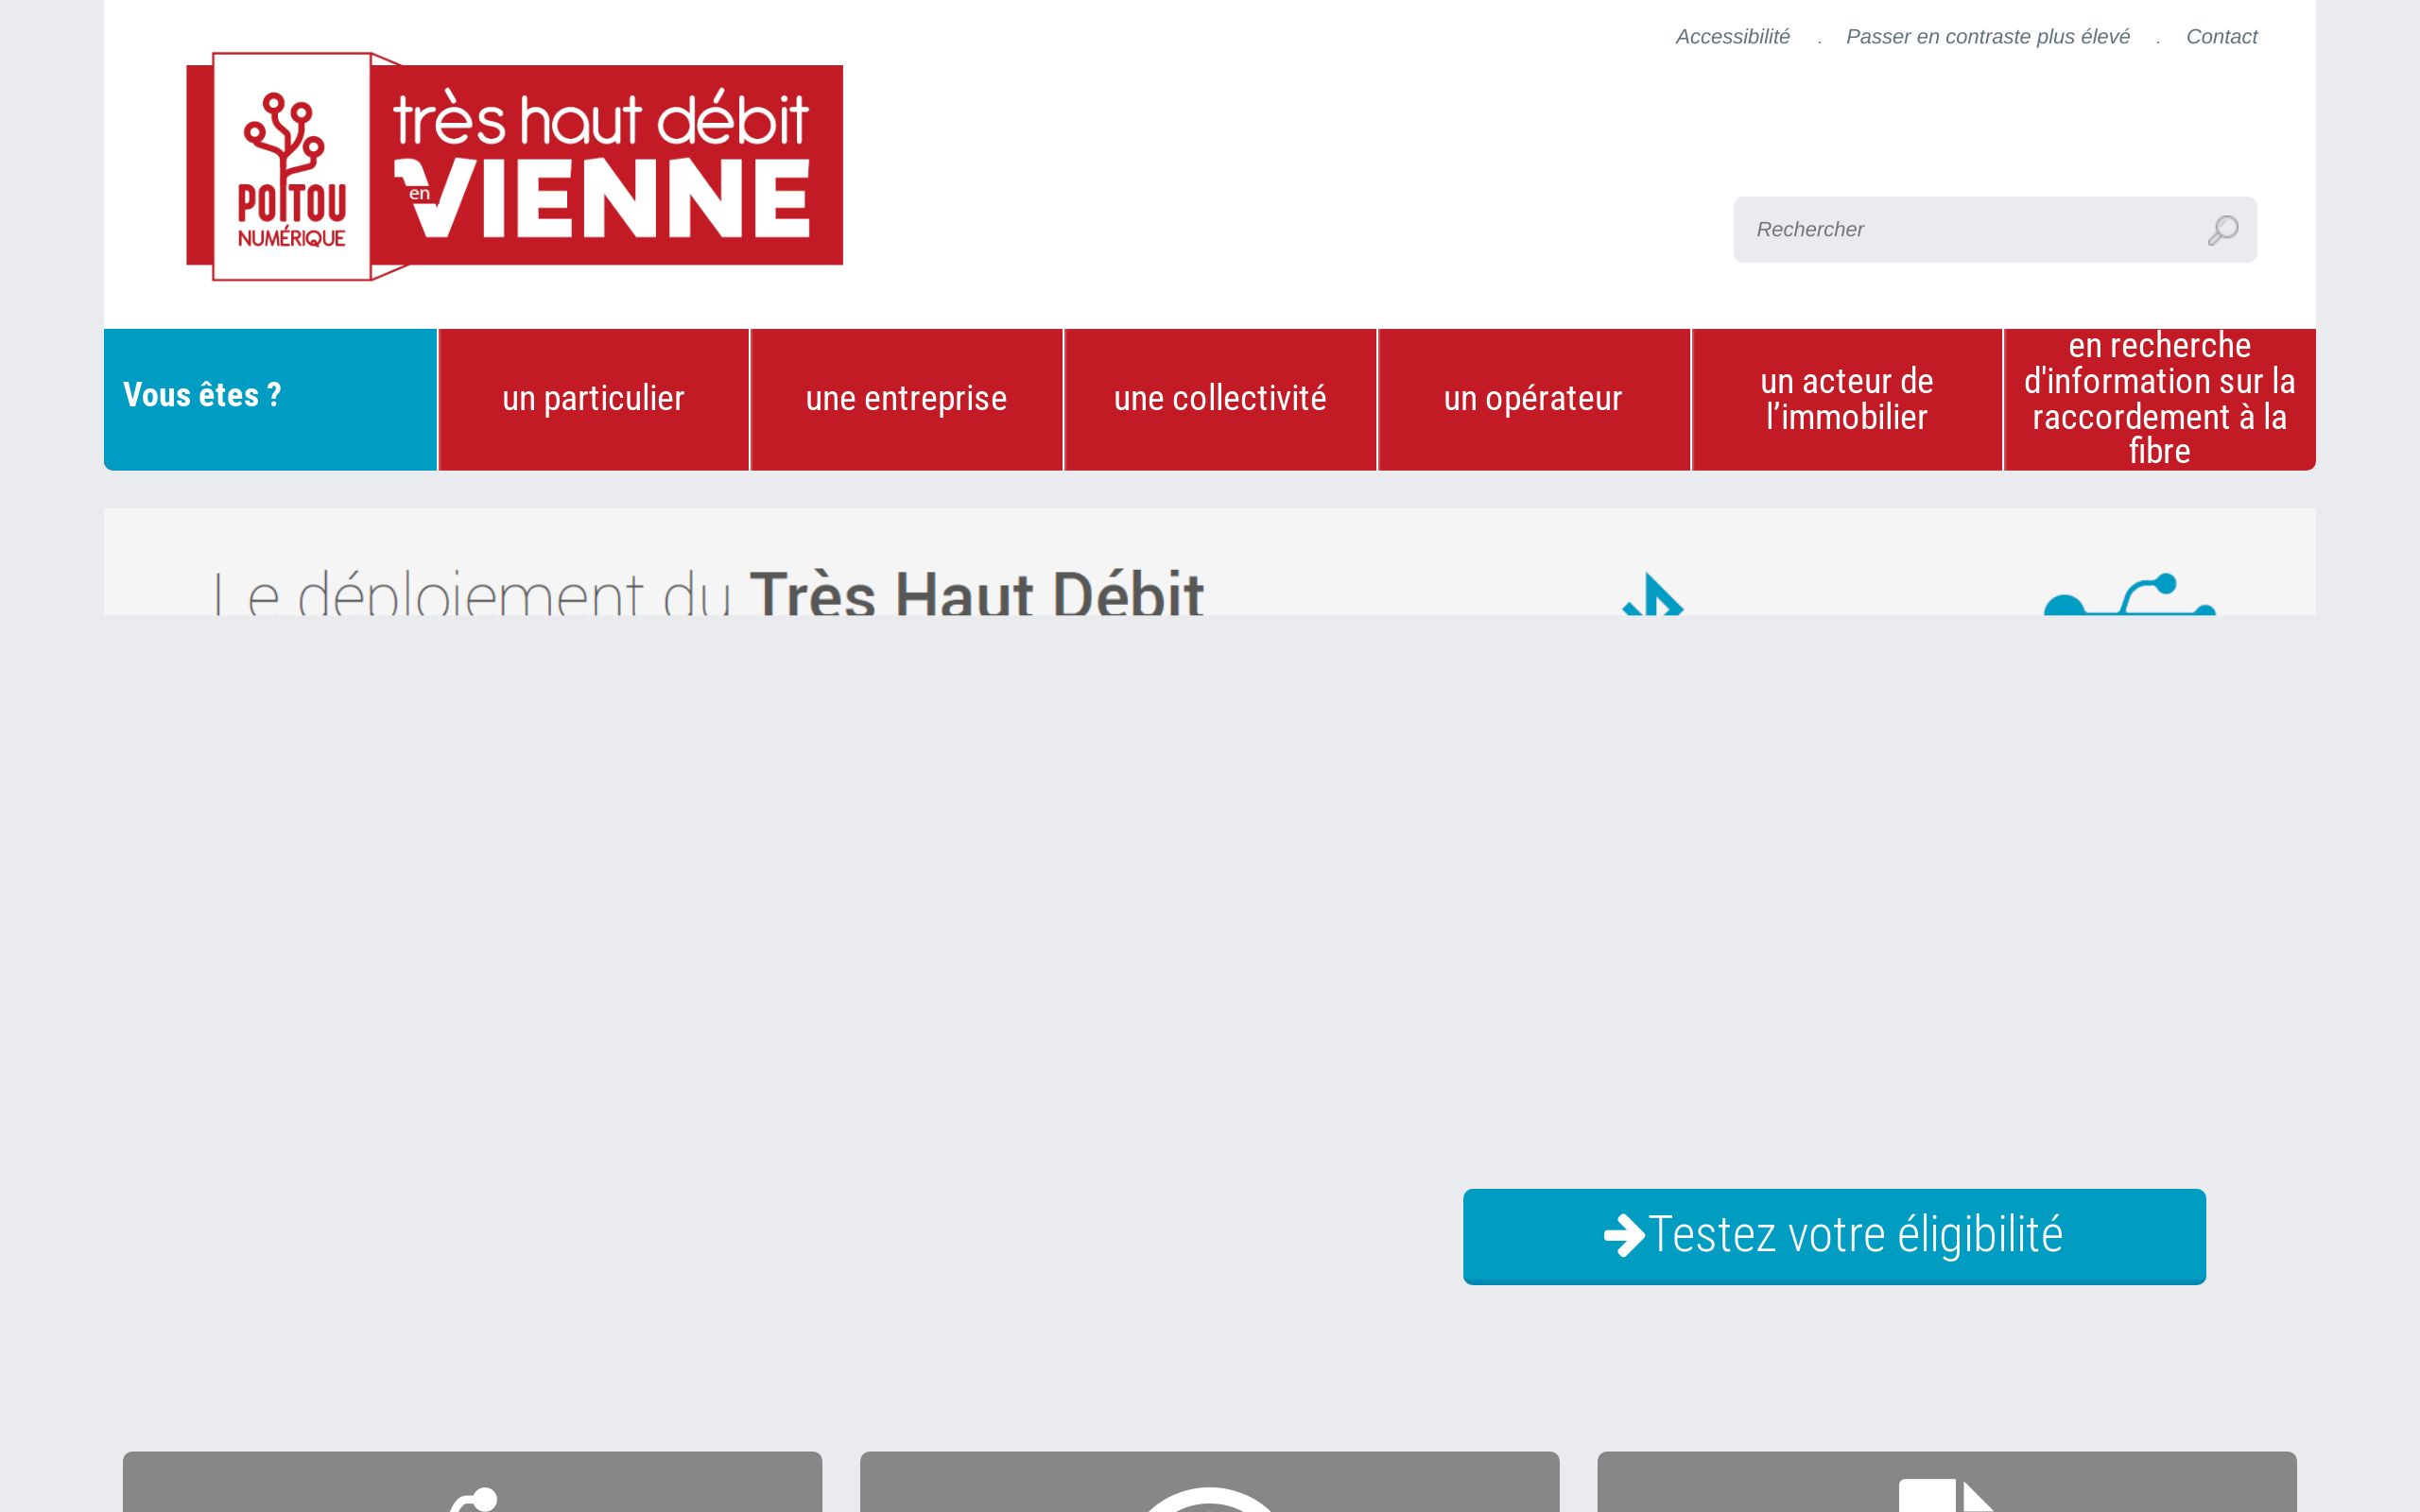 Accessibilité . Passer en contraste plus élevé . Contact
très haut débit
en VIENNE
POITOU
NUMÉRIQUE
Rechercher
Vous êtes ?
un particulier
une entreprise
une collectivité
un opérateur
un acteur de
l’immobilier
en recherche
d'information sur la
raccordement à la
fibre
Le déploiement du Très Haut Débit
Testez votre éligibilité